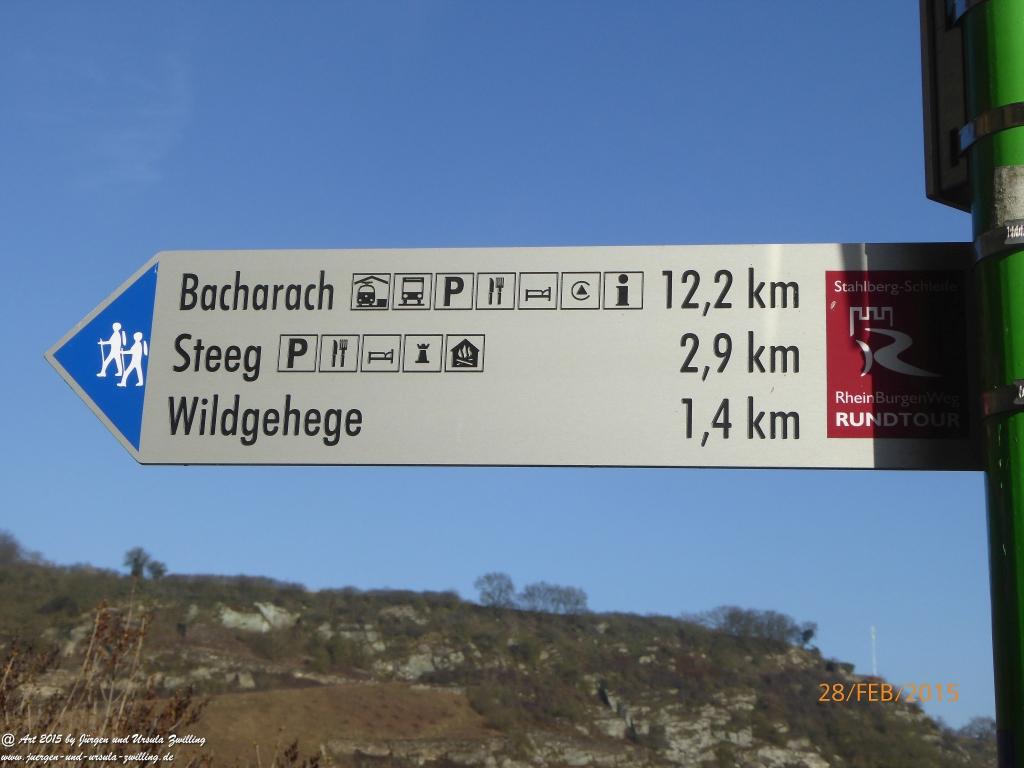 Bacharach P i 12,2 km
Steeg P 2,9 km
Wildgehege 1,4 km
Stahlberg-Schleife
RheinBurgenWeg
RUNDTOUR
28/FEB/2015
@ Art 2015 by Jürgen und Ursula Zwilling
www.juergen-und-ursula-zwilling.de